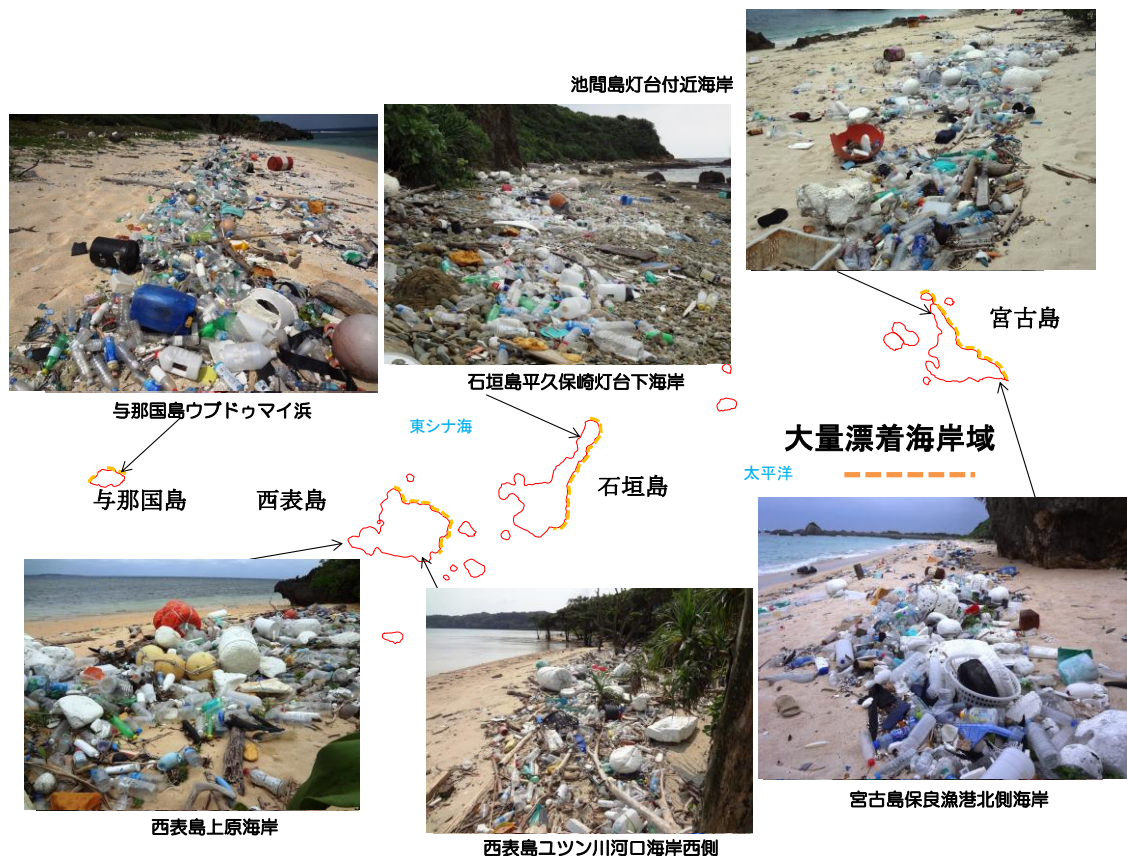 池間島灯台付近海岸
宮古島
与那国島ウブドゥマイ浜
石垣島平久保崎灯台下海岸
東シナ海
大量漂着海岸域
太平洋
与那国島
西表島
石垣島
西表島上原海岸
西表島ユツン川河口海岸西側
宮古島保良漁港北側海岸